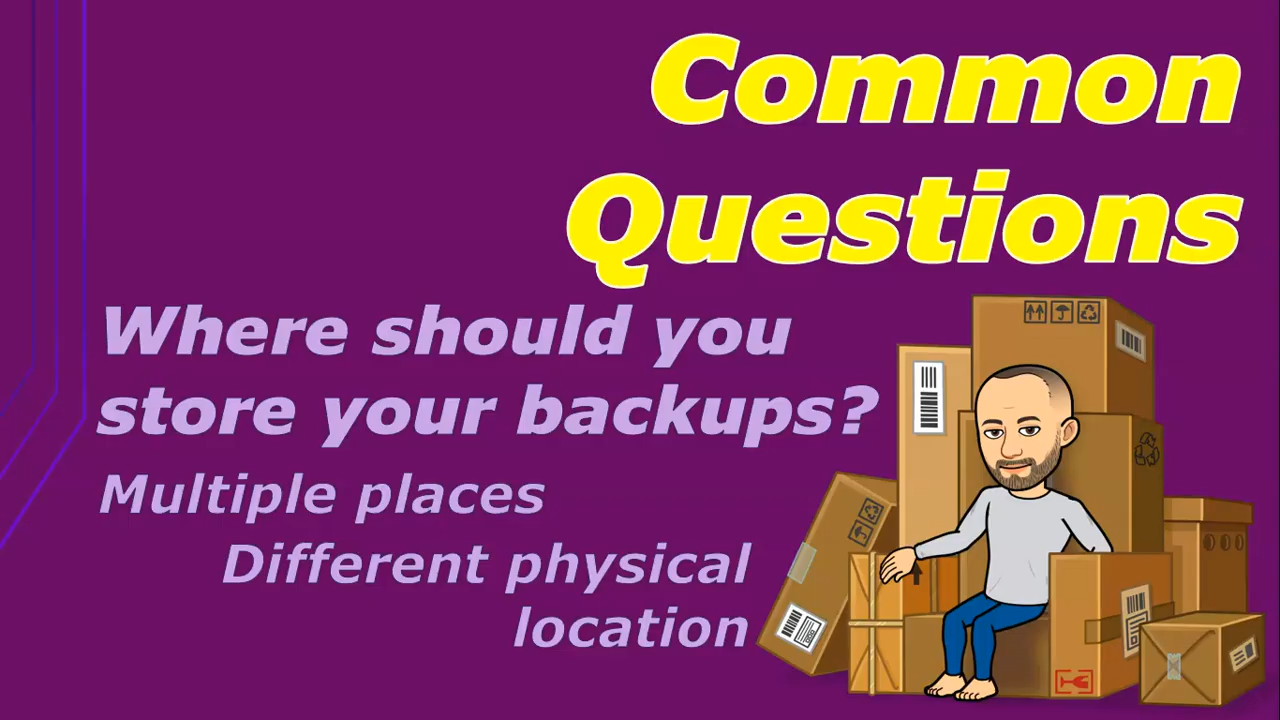 Common
Questions
Where should you
store your backups?
Multiple places
Different physical
location